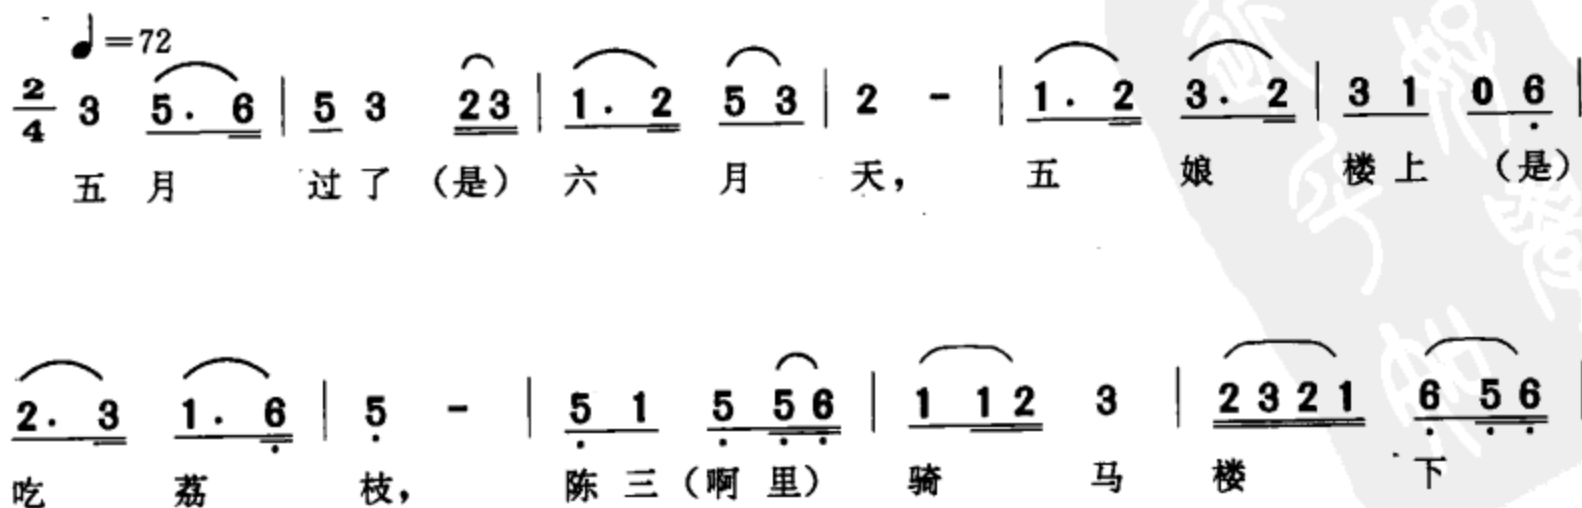 ♩=72
2/4 3 5. 6 | 5 3 23 | 1. 2 5 3 | 2 - | 1. 2 3. 2 | 3 1 0 6 |
五 月 过 了 （是） 六 月 天， 五 娘 楼 上 （是）
2. 3 1. 6 | 5 - | 5 1 5 56 | 1 12 3 | 2321 6 56 |
吃 荔 枝， 陈 三 （啊 里） 骑 马 楼 下